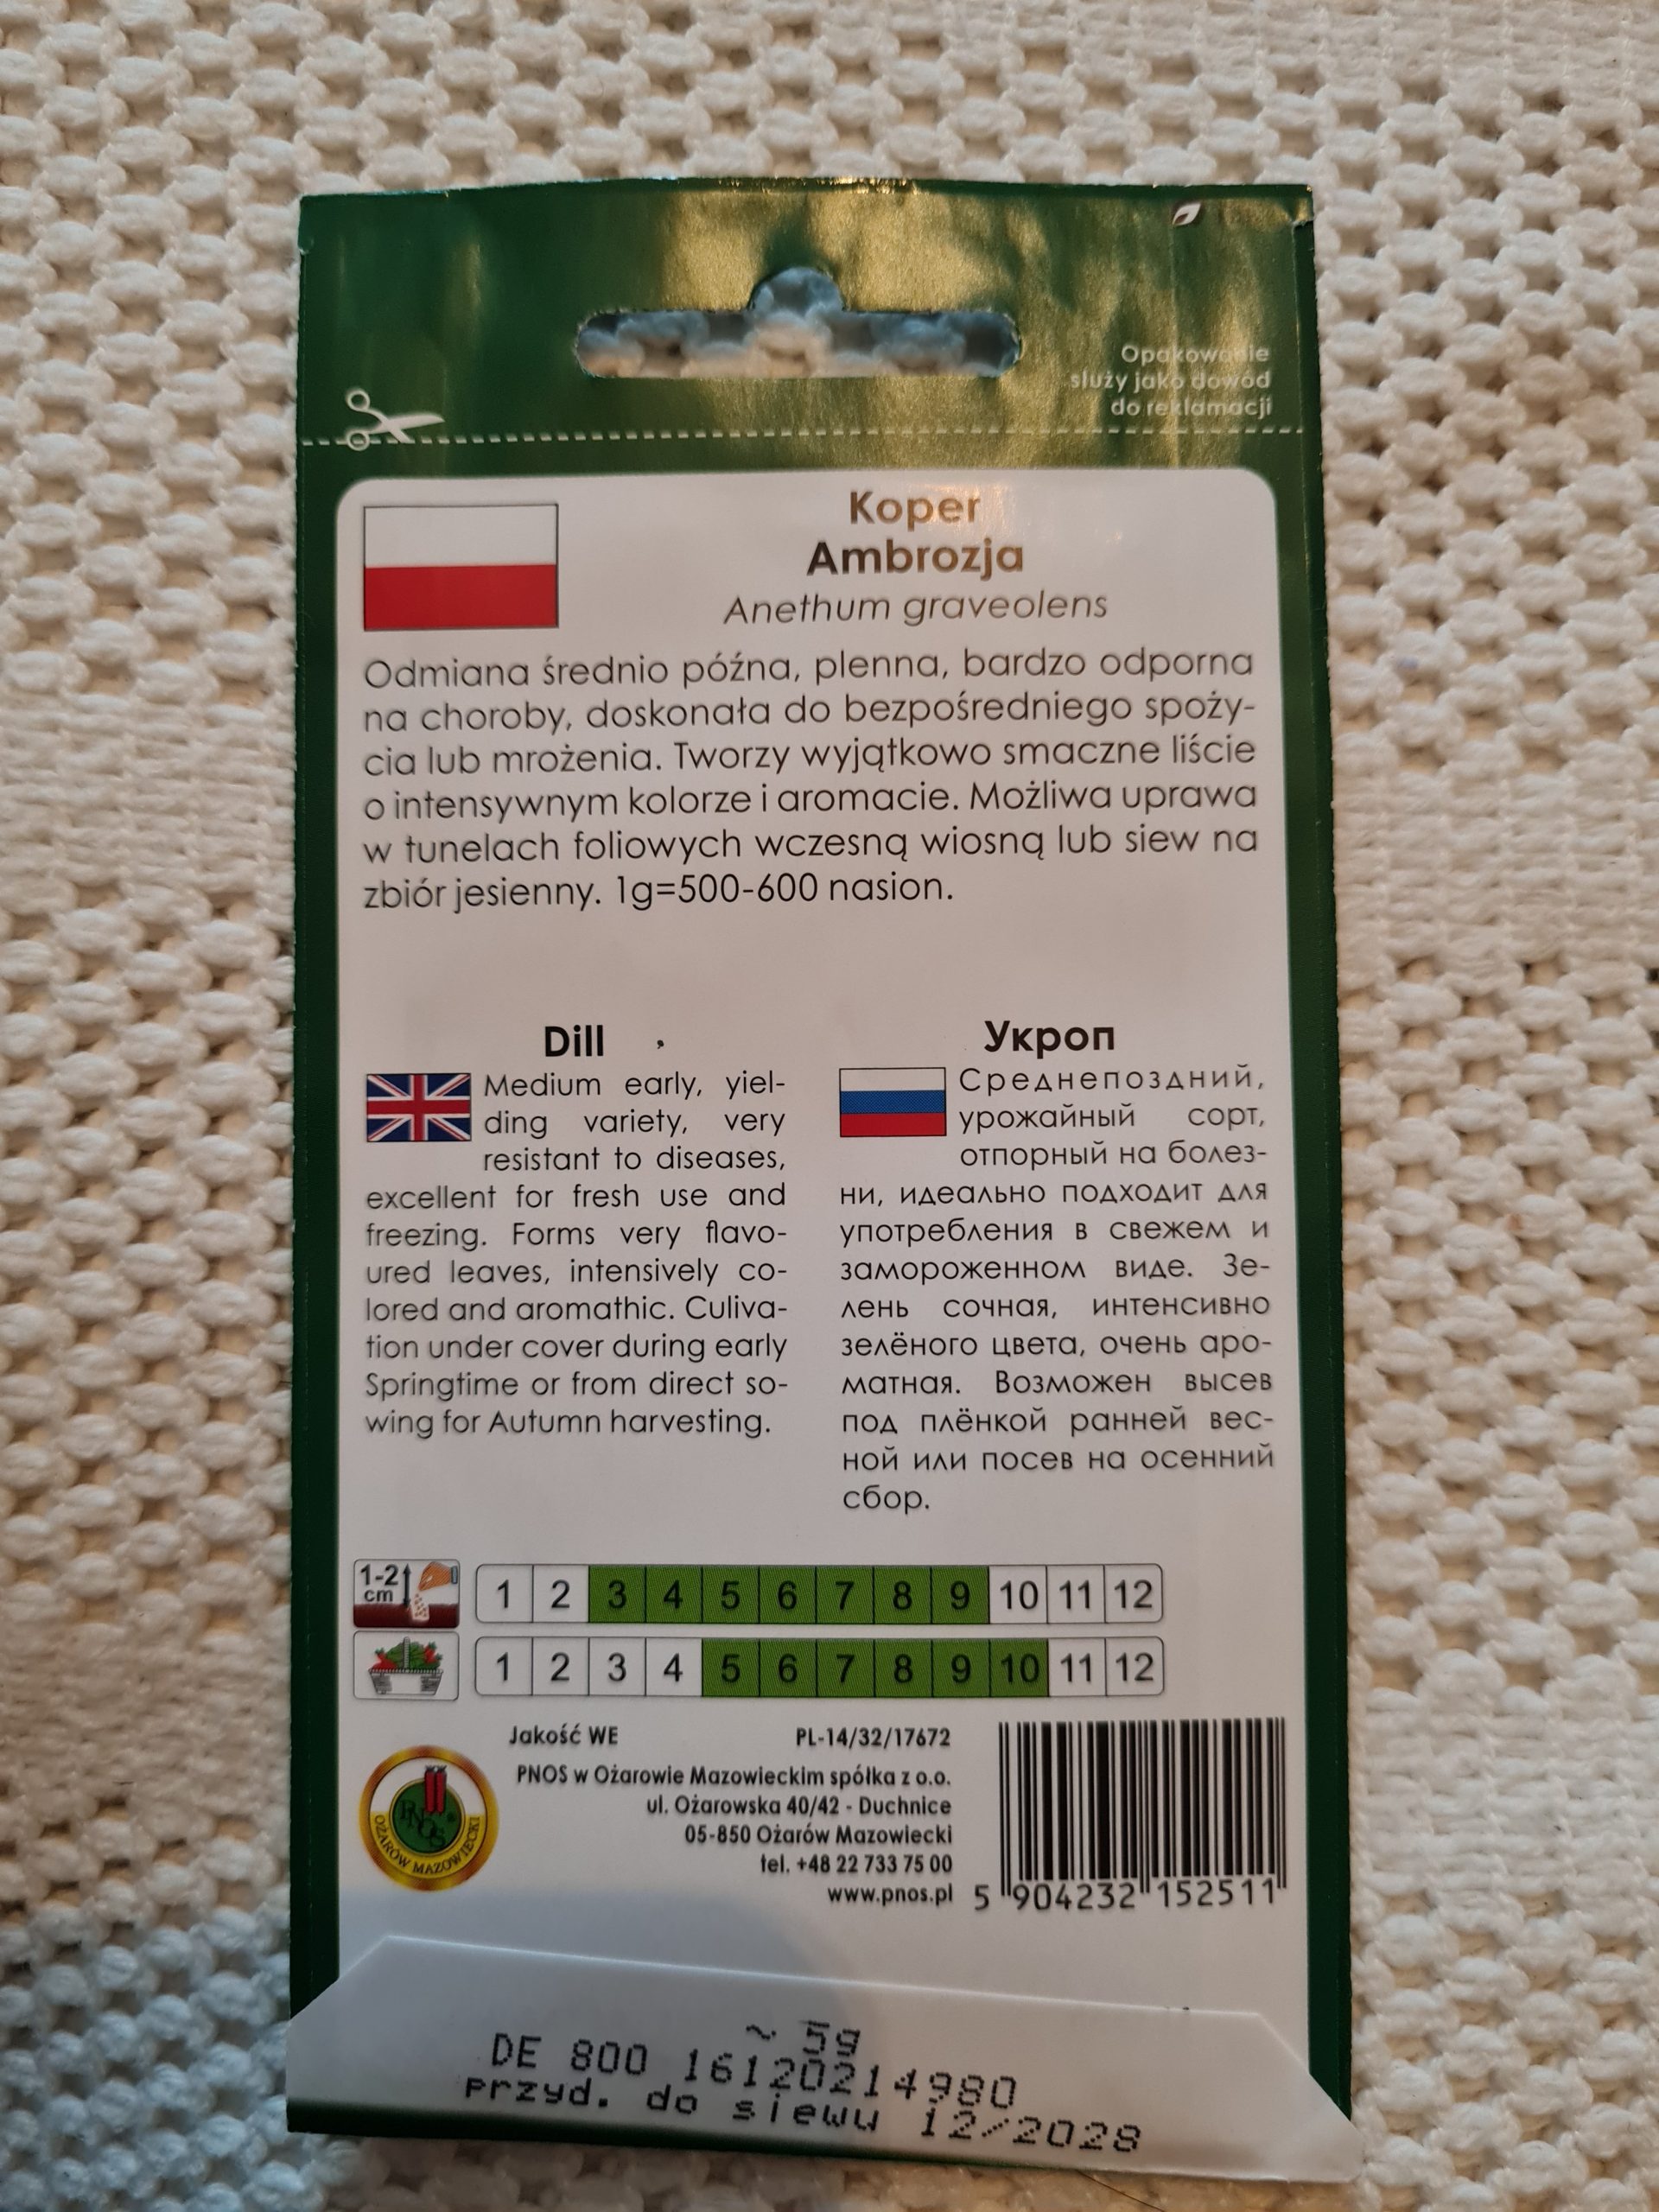 Opakowanie
służy jako dowód
do reklamacji
Koper
Ambrozja
Anethum graveolens
Odmiana średnio późna, plenna, bardzo odporna
na choroby, doskonała do bezpośredniego spoży-
cia lub mrożenia. Tworzy wyjątkowo smaczne liście
o intensywnym kolorze i aromacie. Możliwa uprawa
w tunelach foliowych wczesną wiosną lub siew na
zbiór jesienny. 1g=500-600 nasion.
Dill
Medium early, yiel-
ding variety, very
resistant to diseases,
excellent for fresh use and
freezing. Forms very flavo-
ured leaves, intensively co-
lored and aromathic. Culiva-
tion under cover during early
Springtime or from direct so-
wing for Autumn harvesting.
Укроп
Среднепоздний,
урожайный сорт,
отпорный на болез-
ни, идеально подходит для
употребления в свежем и
замороженном виде. Зе-
лень сочная, интенсивно
зелёного цвета, очень аро-
матная. Возможен высев
под плёнкой ранней вес-
ной или посев на осенний
сбор.
1-2
cm
1 2 3 4 5 6 7 8 9 10 11 12
1 2 3 4 5 6 7 8 9 10 11 12
Jakość WE PL-14/32/17672
PNOS w Ożarowie Mazowieckim spółka z o.o.
ul. Ożarowska 40/42 - Duchnice
05-850 Ożarów Mazowiecki
tel. +48 22 733 75 00
www.pnos.pl
PNOS
OŻARÓW MAZOWIECKI
5 904232 152511
~ 5g
DE 800 16120214980
przyd. do siewu 12/2028